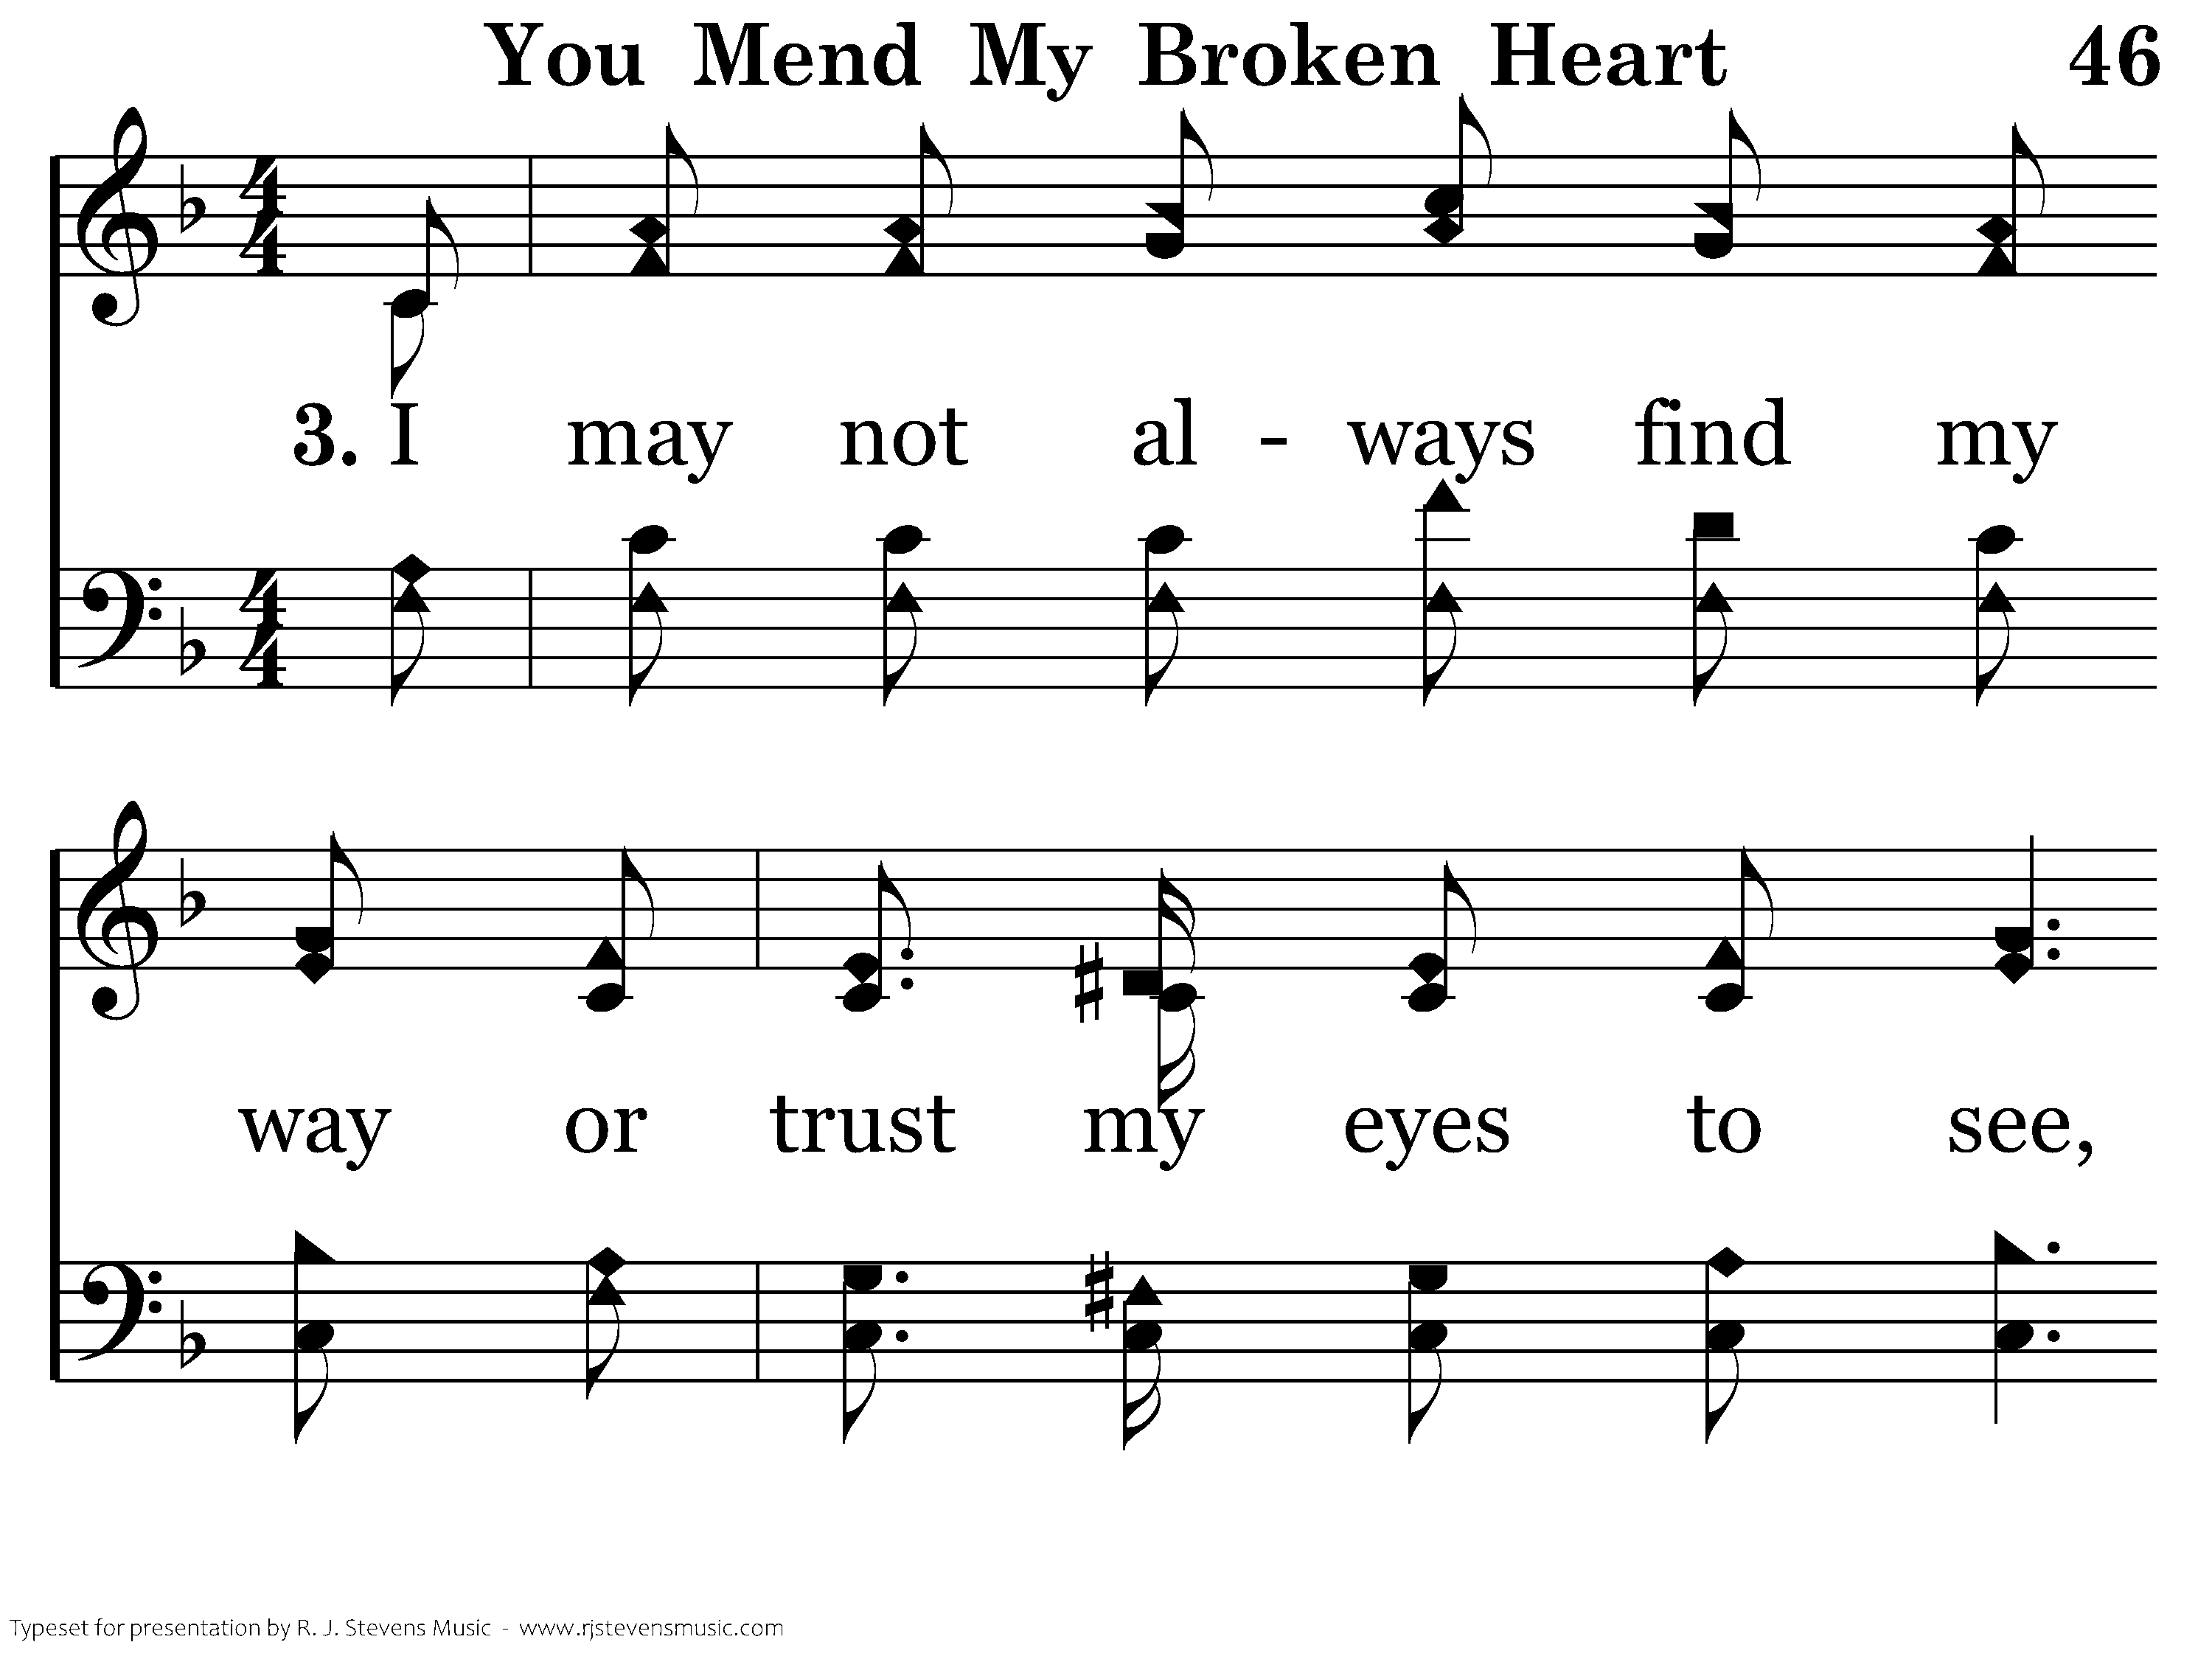 You Mend My Broken Heart 46
3. I may not al - ways find my
way or trust my eyes to see,
Typeset for presentation by R. J. Stevens Music - www.rjstevensmusic.com